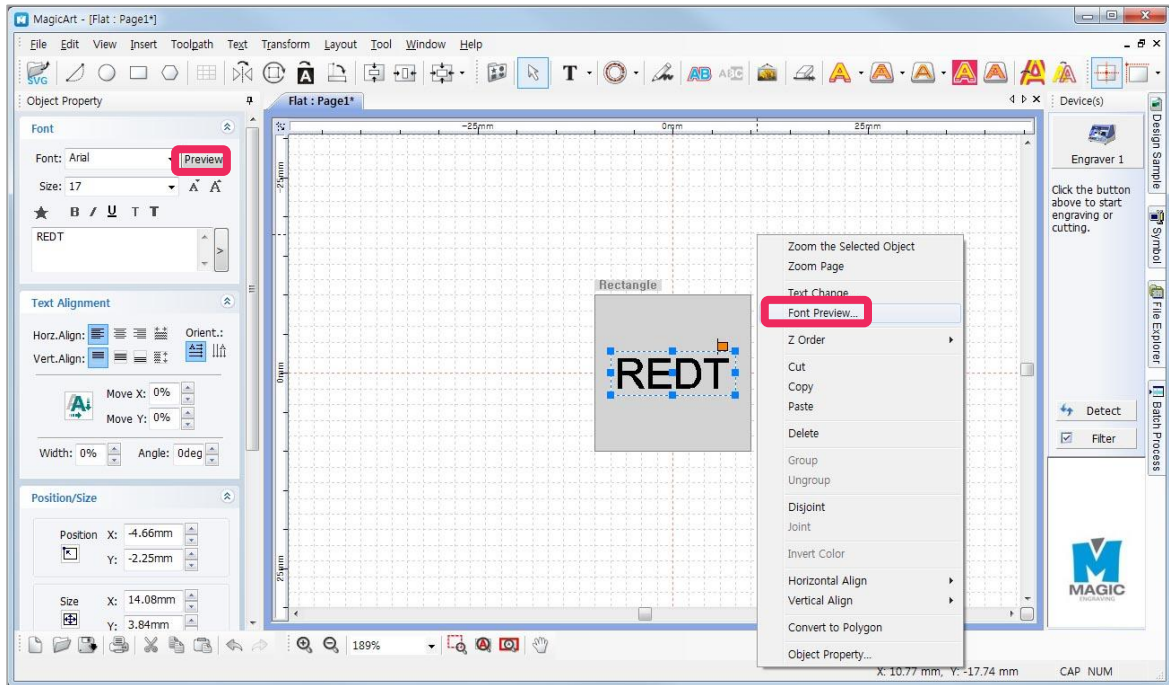 MagicArt - [Flat : Page1*]
File Edit View Insert Toolpath Text Transform Layout Tool Window Help
SVG
Object Property
Font
Font: Arial Preview
Size: 17
B I U T T
REDT
Text Alignment
Horz.Align: Orient.:
Vert.Align:
Move X: 0%
Move Y: 0%
Width: 0% Angle: 0deg
Position/Size
Position X: -4.66mm
Y: -2.25mm
Size X: 14.08mm
Y: 3.84mm
Flat : Page1*
-25mm 0mm 25mm
-25mm
0mm
25mm
Rectangle
REDT
Zoom the Selected Object
Zoom Page
Text Change
Font Preview...
Z Order
Cut
Copy
Paste
Delete
Group
Ungroup
Disjoint
Joint
Invert Color
Horizontal Align
Vertical Align
Convert to Polygon
Object Property...
Device(s)
Engraver 1
Click the button
above to start
engraving or
cutting.
Detect
Filter
MAGIC
ENGRAVING
Design Sample
Symbol
File Explorer
Batch Process
189%
X: 10.77 mm, Y: -17.74 mm CAP NUM